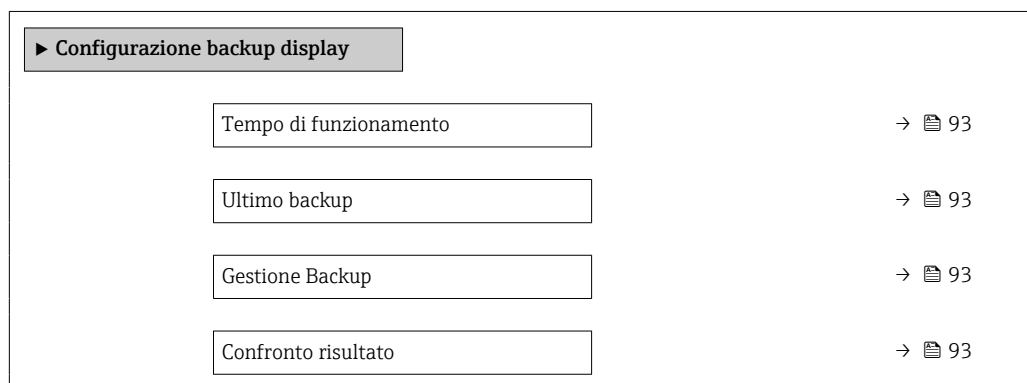 ▶ Configurazione backup display
Tempo di funzionamento → 93
Ultimo backup → 93
Gestione Backup → 93
Confronto risultato → 93